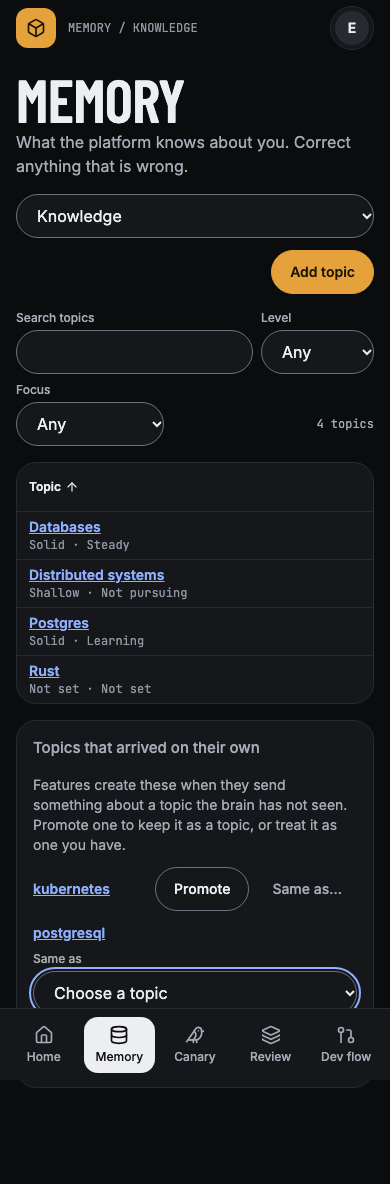 MEMORY / KNOWLEDGE
E
MEMORY
What the platform knows about you. Correct
anything that is wrong.
Knowledge
Add topic
Search topics
Level
Any
Focus
Any
4 topics
Topic ↑
Databases
Solid · Steady
Distributed systems
Shallow · Not pursuing
Postgres
Solid · Learning
Rust
Not set · Not set
Topics that arrived on their own
Features create these when they send
something about a topic the brain has not seen.
Promote one to keep it as a topic, or treat it as
one you have.
kubernetes
Promote
Same as...
postgresql
Same as
Choose a topic
Home
Memory
Canary
Review
Dev flow